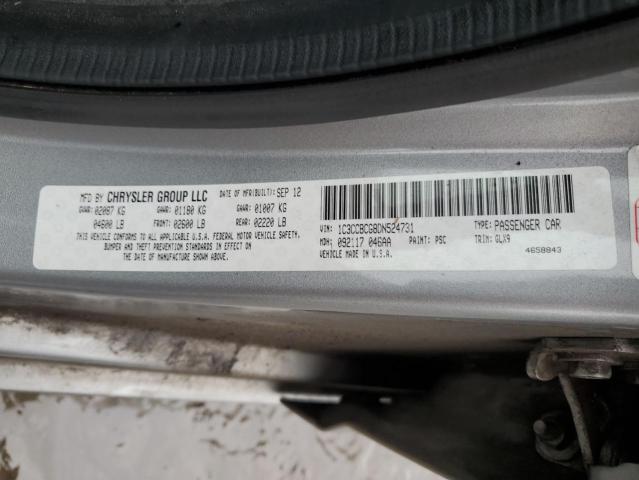 MFD BY CHRYSLER GROUP LLC DATE OF MFR(BUILT): SEP 12
GVWR: 02087 KG GAWR: 01180 KG GAWR: 01007 KG
04600 LB FRONT: 02600 LB REAR: 02220 LB
THIS VEHICLE CONFORMS TO ALL APPLICABLE U.S.A. FEDERAL MOTOR VEHICLE SAFETY,
BUMPER AND THEFT PREVENTION STANDARDS IN EFFECT ON
THE DATE OF MANUFACTURE SHOWN ABOVE.
VIN: 1C3CCBCG8DN524731 TYPE: PASSENGER CAR
MDH: 092117 046AA PAINT: PSC TRIM: GLX9
VEHICLE MADE IN U.S.A. 4658843